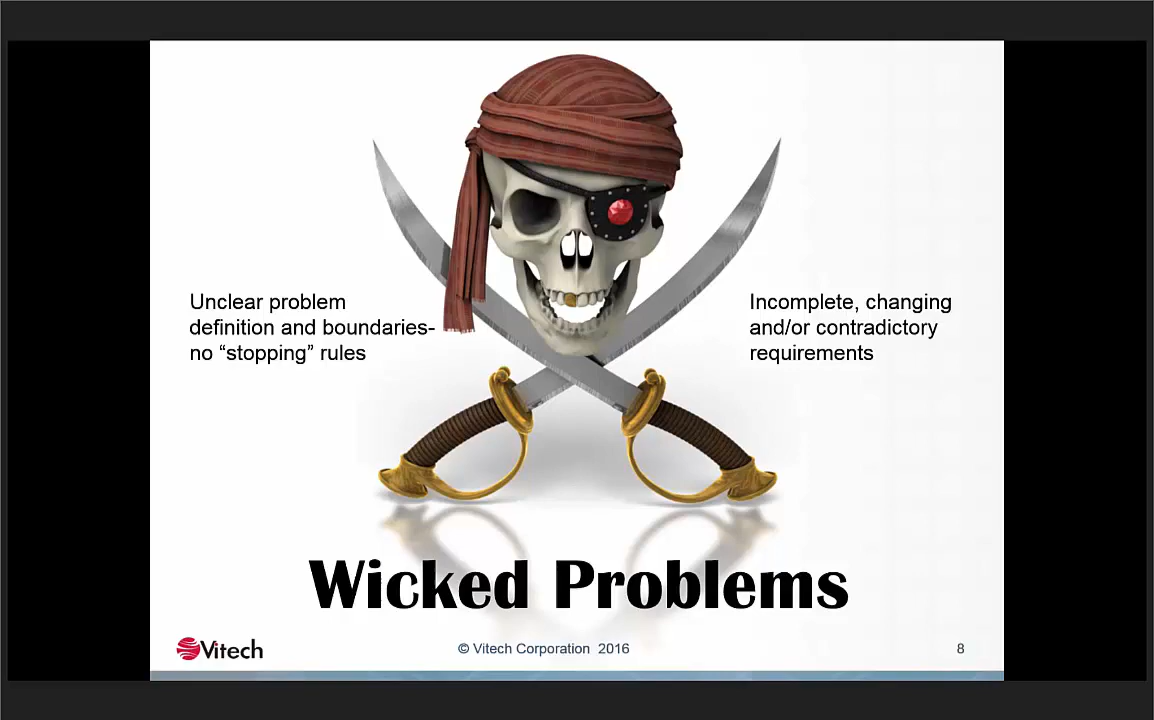 Unclear problem
definition and boundaries-
no “stopping” rules
Incomplete, changing
and/or contradictory
requirements
Wicked Problems
Vitech
© Vitech Corporation 2016
8